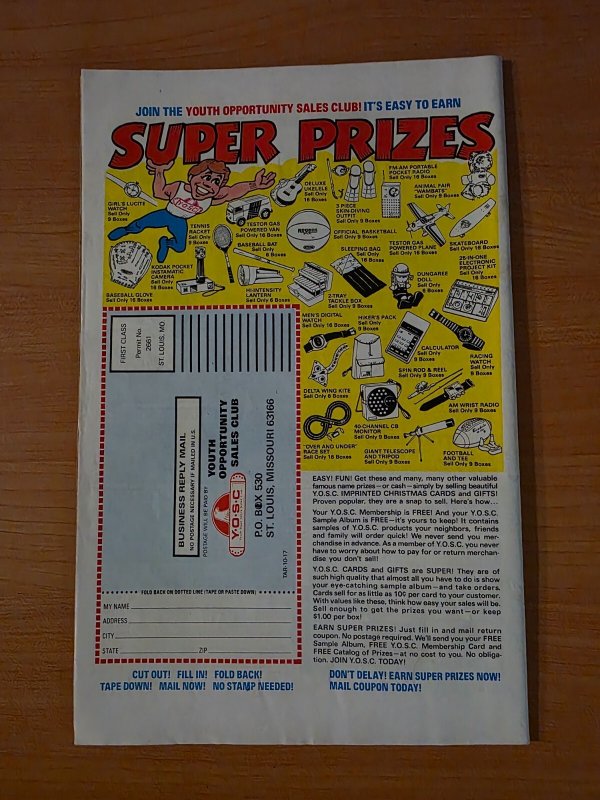 JOIN THE YOUTH OPPORTUNITY SALES CLUB! IT'S EASY TO EARN
SUPER PRIZES
GIRL'S LUCITE
WATCH
Sell Only
9 Boxes
TENNIS
RACKET
Sell Only
9 Boxes
TESTOR GAS
POWERED VAN
Sell Only 16 Boxes
DELUXE
UKELELE
Sell Only
16 Boxes
3 PIECE
SKIN-DIVING
OUTFIT
Sell Only 9 Boxes
FM-AM PORTABLE
POCKET RADIO
Sell Only 16 Boxes
ANIMAL FAIR
"WAMBATS"
Sell Only 9 Boxes
OFFICIAL BASKETBALL
Sell Only 9 Boxes
BASEBALL BAT
Sell Only
6 Boxes
SLEEPING BAG
Sell Only
16 Boxes
TESTOR GAS
POWERED PLANE
Sell Only
16 Boxes
SKATEBOARD
Sell Only
16 Boxes
KODAK POCKET
INSTAMATIC
CAMERA
Sell Only
16 Boxes
BASEBALL GLOVE
Sell Only 16 Boxes
HI-INTENSITY
LANTERN
Sell Only 6 Boxes
2-TRAY
TACKLE BOX
Sell Only 9 Boxes
DUNGAREE
DOLL
Sell Only
9 Boxes
28-IN-ONE
ELECTRONIC
PROJECT KIT
Sell Only
16 Boxes
MEN'S DIGITAL
WATCH
Sell Only 16 Boxes
HIKER'S PACK
Sell Only
9 Boxes
CALCULATOR
Sell Only
9 Boxes
RACING
WATCH
Sell Only
9 Boxes
SPIN ROD & REEL
Sell Only 9 Boxes
DELTA WING KITE
Sell Only 6 Boxes
AM WRIST RADIO
Sell Only 9 Boxes
40-CHANNEL CB
MONITOR
Sell Only 9 Boxes
"OVER AND UNDER"
RACE SET
Sell Only 16 Boxes
GIANT TELESCOPE
AND TRIPOD
Sell Only 9 Boxes
FOOTBALL
AND TEE
Sell Only 9 Boxes
FIRST CLASS
Permit No.
2661
ST. LOUIS, MO
BUSINESS REPLY MAIL
NO POSTAGE NECESSARY IF MAILED IN U.S.
POSTAGE WILL BE PAID BY
Y.O.S.C
YOUTH
OPPORTUNITY
SALES CLUB
P.O. BOX 530
ST. LOUIS, MISSOURI 63166
TAR-10-17
FOLD BACK ON DOTTED LINE (TAPE OR PASTE DOWN)
MY NAME
ADDRESS
CITY
STATE ZIP
CUT OUT! FILL IN! FOLD BACK!
TAPE DOWN! MAIL NOW! NO STAMP NEEDED!
EASY! FUN! Get these and many, many other valuable
famous name prizes – or cash – simply by selling beautiful
Y.O.S.C. IMPRINTED CHRISTMAS CARDS and GIFTS!
Proven popular, they are a snap to sell. Here's how...
Your Y.O.S.C. Membership is FREE! And your Y.O.S.C.
Sample Album is FREE – it's yours to keep! It contains
samples of Y.O.S.C. products your neighbors, friends
and family will order quick! We never send you mer-
chandise in advance. As a member of Y.O.S.C. you never
have to worry about how to pay for or return merchan-
dise you don't sell!
Y.O.S.C. CARDS and GIFTS are SUPER! They are of
such high quality that almost all you have to do is show
your eye-catching sample album – and take orders.
Cards sell for as little as 10¢ per card to your customer.
With values like these, think how easy your sales will be.
Sell enough to get the prizes you want – or keep
$1.00 per box!
EARN SUPER PRIZES! Just fill in and mail return
coupon. No postage required. We'll send you your FREE
Sample Album, FREE Y.O.S.C. Membership Card and
FREE Catalog of Prizes – at no cost to you. No obliga-
tion. JOIN Y.O.S.C. TODAY!
DON'T DELAY! EARN SUPER PRIZES NOW!
MAIL COUPON TODAY!